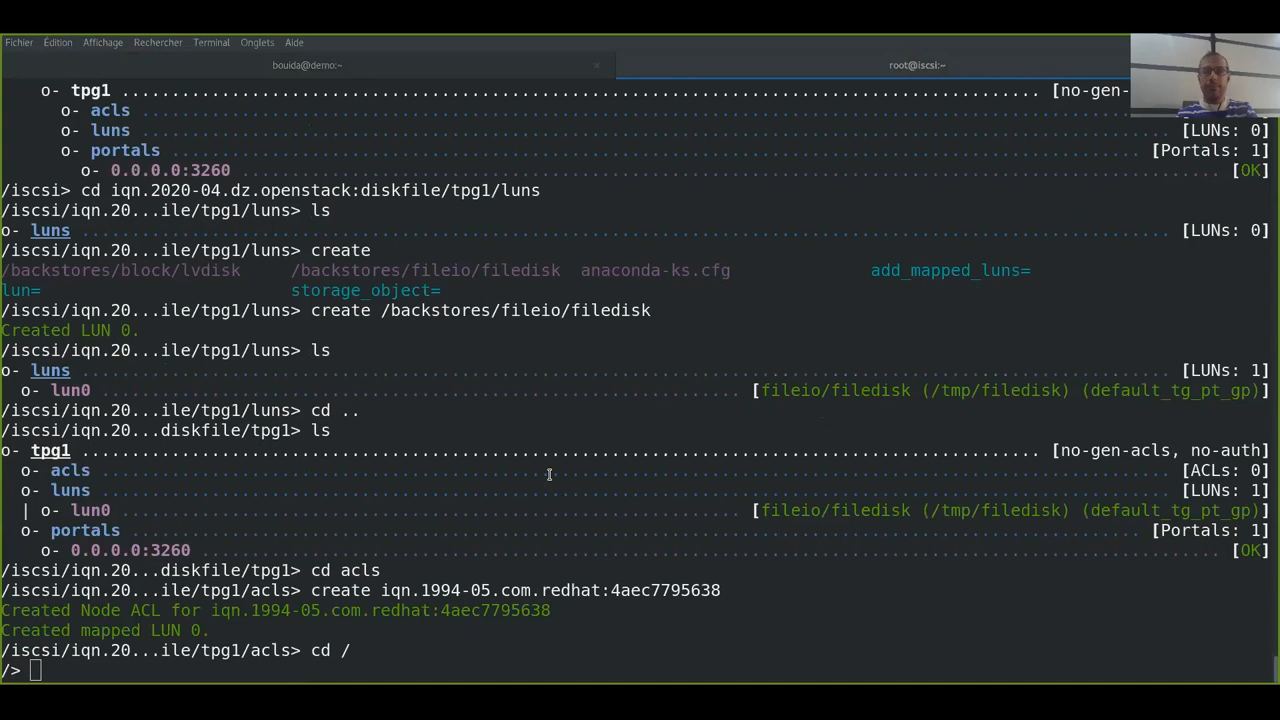 Fichier Édition Affichage Rechercher Terminal Onglets Aide
bouida@demo:~ × root@iscsi:~
o- tpg1 ............................................................................................ [no-gen-
o- acls ............................................................................................
o- luns ............................................................................................ [LUNs: 0]
o- portals ...................................................................................... [Portals: 1]
o- 0.0.0.0:3260 ...................................................................................... [OK]
/iscsi> cd iqn.2020-04.dz.openstack:diskfile/tpg1/luns
/iscsi/iqn.20...ile/tpg1/luns> ls
o- luns ............................................................................................................ [LUNs: 0]
/iscsi/iqn.20...ile/tpg1/luns> create
/backstores/block/lvdisk /backstores/fileio/filedisk anaconda-ks.cfg add_mapped_luns=
lun= storage_object=
/iscsi/iqn.20...ile/tpg1/luns> create /backstores/fileio/filedisk
Created LUN 0.
/iscsi/iqn.20...ile/tpg1/luns> ls
o- luns ............................................................................................................ [LUNs: 1]
o- lun0 ................................................................ [fileio/filedisk (/tmp/filedisk) (default_tg_pt_gp)]
/iscsi/iqn.20...ile/tpg1/luns> cd ..
/iscsi/iqn.20...diskfile/tpg1> ls
o- tpg1 ................................................................................................ [no-gen-acls, no-auth]
o- acls .......................................................................................................... [ACLs: 0]
o- luns .......................................................................................................... [LUNs: 1]
| o- lun0 .............................................................. [fileio/filedisk (/tmp/filedisk) (default_tg_pt_gp)]
o- portals .................................................................................................... [Portals: 1]
o- 0.0.0.0:3260 ...................................................................................................... [OK]
/iscsi/iqn.20...diskfile/tpg1> cd acls
/iscsi/iqn.20...ile/tpg1/acls> create iqn.1994-05.com.redhat:4aec7795638
Created Node ACL for iqn.1994-05.com.redhat:4aec7795638
Created mapped LUN 0.
/iscsi/iqn.20...ile/tpg1/acls> cd /
/>